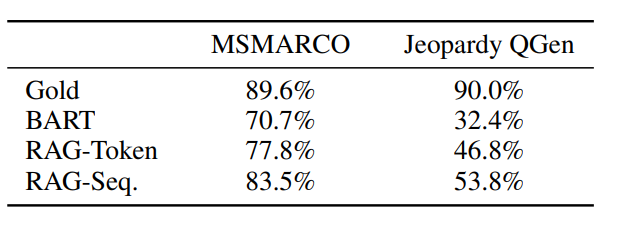 MSMARCO Jeopardy QGen
Gold 89.6% 90.0%
BART 70.7% 32.4%
RAG-Token 77.8% 46.8%
RAG-Seq. 83.5% 53.8%